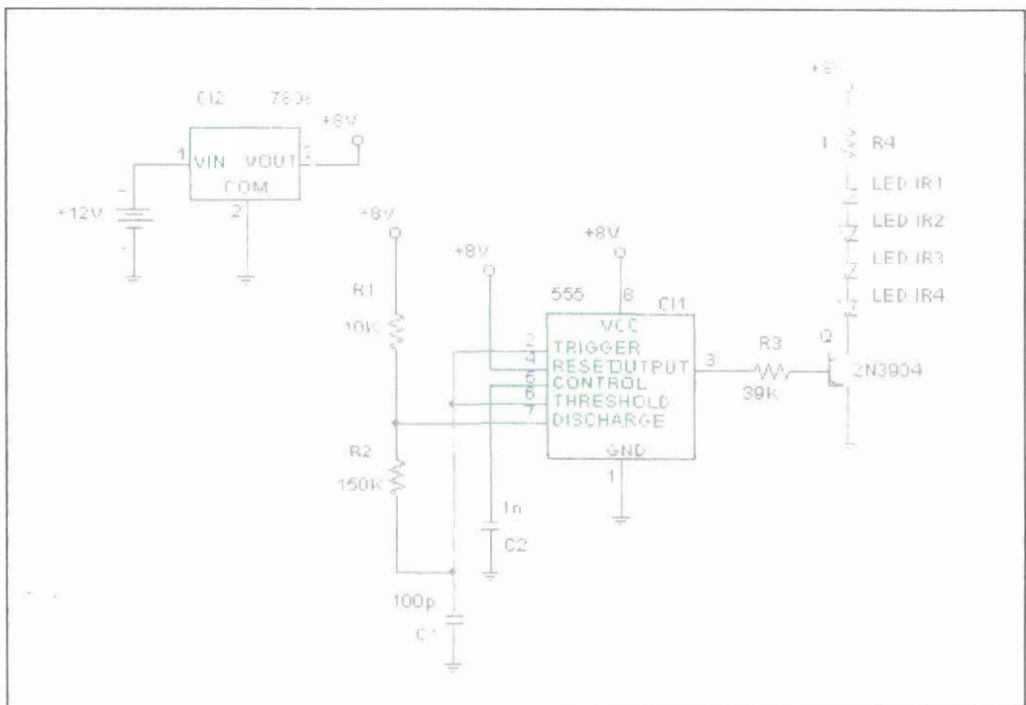 CI2
+8V
1
VIN VOUT
COM
2
+12V
+8V
R1
10K
R2
150K
+8V
+8V
555
8
CI1
VCC
TRIGGER
RESET OUTPUT
CONTROL
THRESHOLD
DISCHARGE
7
GND
1
3
R3
39K
1n
C2
100p
C1
R4
1
LED IR1
LED IR2
LED IR3
LED IR4
Q
2N3904